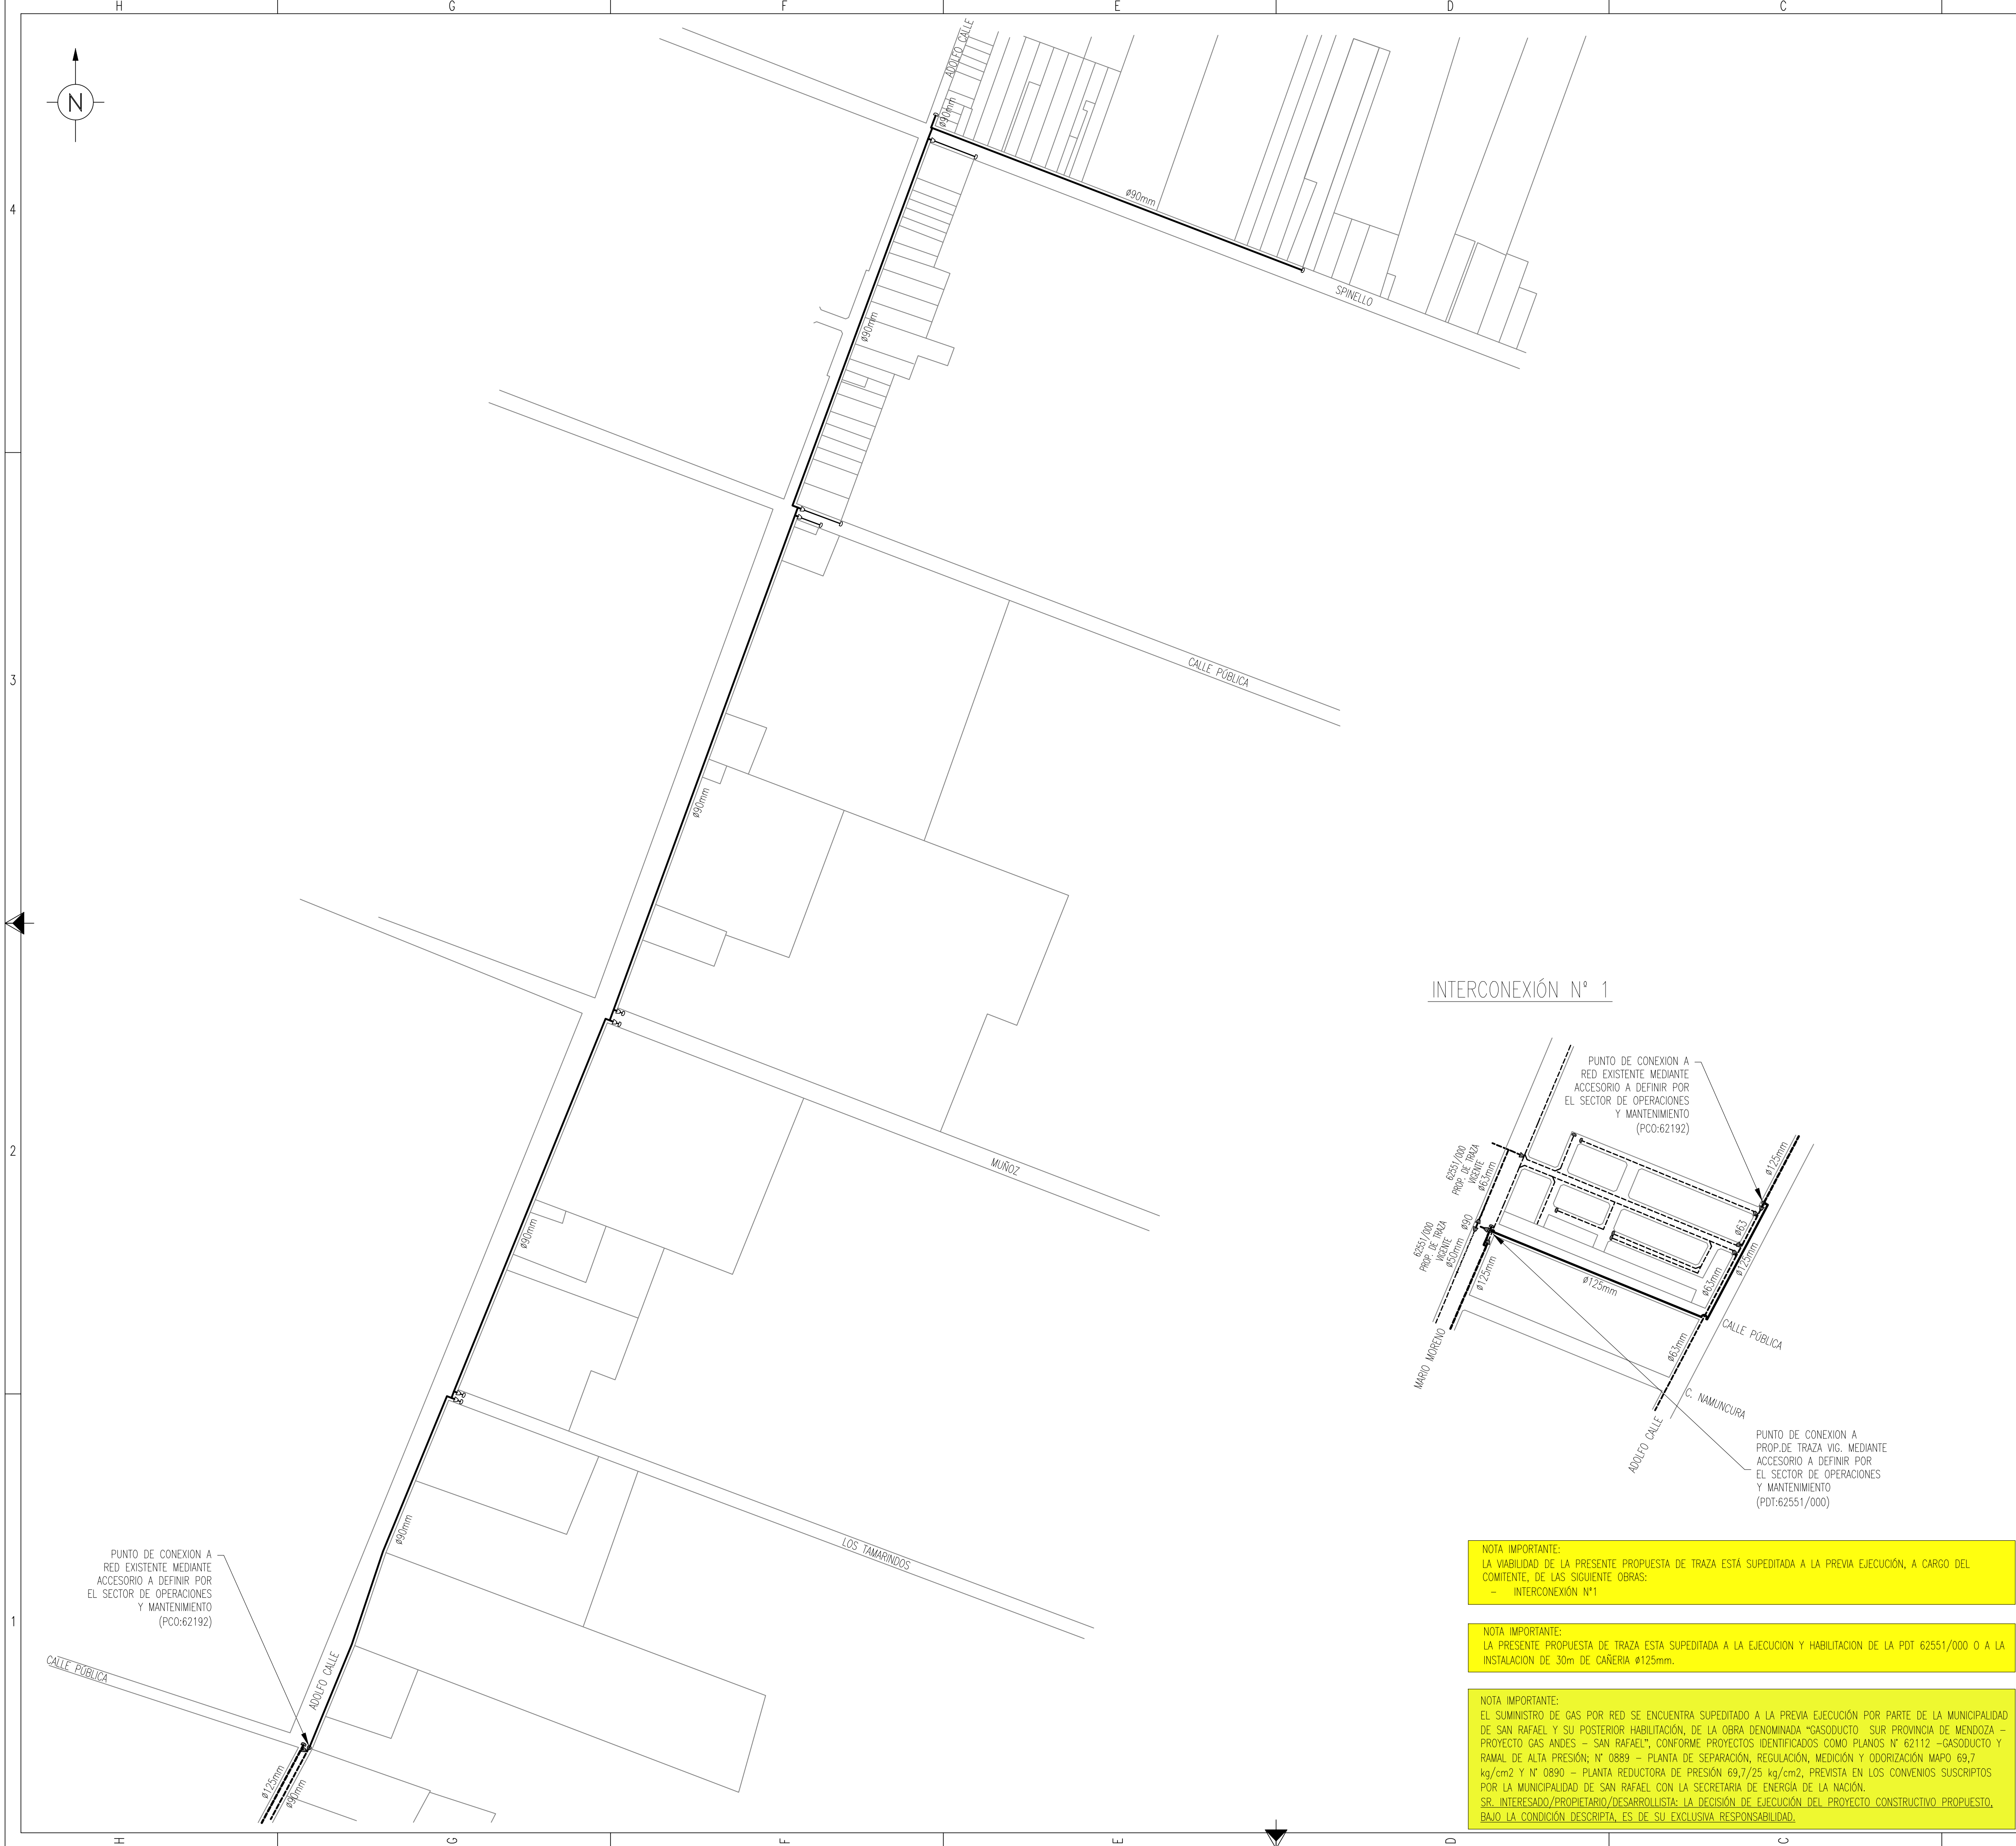 H G F E D C
N
4
3
2
1
ADOLFO CALLE
ø90mm
ø90mm
SPINELLO
ø90mm
CALLE PÚBLICA
ø90mm
MUÑOZ
ø90mm
LOS TAMARINDOS
ø90mm
PUNTO DE CONEXION A
RED EXISTENTE MEDIANTE
ACCESORIO A DEFINIR POR
EL SECTOR DE OPERACIONES
Y MANTENIMIENTO
(PCO:62192)
CALLE PÚBLICA
ADOLFO CALLE
ø125mm
ø90mm
INTERCONEXIÓN N° 1
PUNTO DE CONEXION A
RED EXISTENTE MEDIANTE
ACCESORIO A DEFINIR POR
EL SECTOR DE OPERACIONES
Y MANTENIMIENTO
(PCO:62192)
ø125mm
62551/000
PROP. DE TRAZA
VIGENTE
ø63mm
ø90
62551/000
PROP. DE TRAZA
VIGENTE
ø50mm
ø125mm
ø125mm
ø63
ø125mm
ø63mm
CALLE PÚBLICA
ø63mm
MARIO MORENO
C. NAMUNCURA
ADOLFO CALLE
PUNTO DE CONEXION A
PROP.DE TRAZA VIG. MEDIANTE
ACCESORIO A DEFINIR POR
EL SECTOR DE OPERACIONES
Y MANTENIMIENTO
(PDT:62551/000)
NOTA IMPORTANTE:
LA VIABILIDAD DE LA PRESENTE PROPUESTA DE TRAZA ESTÁ SUPEDITADA A LA PREVIA EJECUCIÓN, A CARGO DEL
COMITENTE, DE LAS SIGUIENTE OBRAS:
- INTERCONEXIÓN N°1
NOTA IMPORTANTE:
LA PRESENTE PROPUESTA DE TRAZA ESTA SUPEDITADA A LA EJECUCION Y HABILITACION DE LA PDT 62551/000 O A LA
INSTALACION DE 30m DE CAÑERIA ø125mm.
NOTA IMPORTANTE:
EL SUMINISTRO DE GAS POR RED SE ENCUENTRA SUPEDITADO A LA PREVIA EJECUCIÓN POR PARTE DE LA MUNICIPALIDAD
DE SAN RAFAEL Y SU POSTERIOR HABILITACIÓN, DE LA OBRA DENOMINADA “GASODUCTO SUR PROVINCIA DE MENDOZA –
PROYECTO GAS ANDES – SAN RAFAEL”, CONFORME PROYECTOS IDENTIFICADOS COMO PLANOS N° 62112 –GASODUCTO Y
RAMAL DE ALTA PRESIÓN; N° 0889 – PLANTA DE SEPARACIÓN, REGULACIÓN, MEDICIÓN Y ODORIZACIÓN MAPO 69,7
kg/cm2 Y N° 0890 – PLANTA REDUCTORA DE PRESIÓN 69,7/25 kg/cm2, PREVISTA EN LOS CONVENIOS SUSCRIPTOS
POR LA MUNICIPALIDAD DE SAN RAFAEL CON LA SECRETARIA DE ENERGÍA DE LA NACIÓN.
SR. INTERESADO/PROPIETARIO/DESARROLLISTA: LA DECISIÓN DE EJECUCIÓN DEL PROYECTO CONSTRUCTIVO PROPUESTO,
BAJO LA CONDICIÓN DESCRIPTA, ES DE SU EXCLUSIVA RESPONSABILIDAD.
H G F E D C